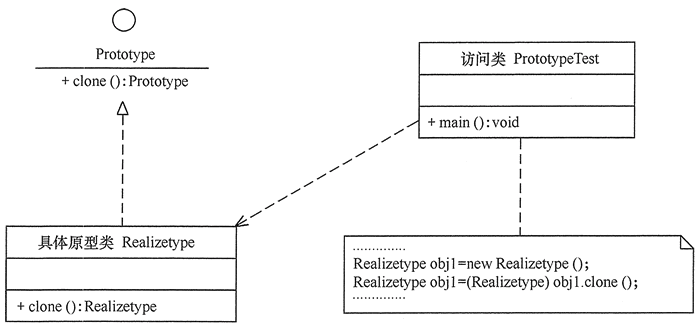 Prototype
+ clone ():Prototype
访问类 PrototypeTest
+ main ():void
具体原型类 Realizetype
+ clone ():Realizetype
..............
Realizetype obj1=new Realizetype ();
Realizetype obj1=(Realizetype) obj1.clone ();
..............